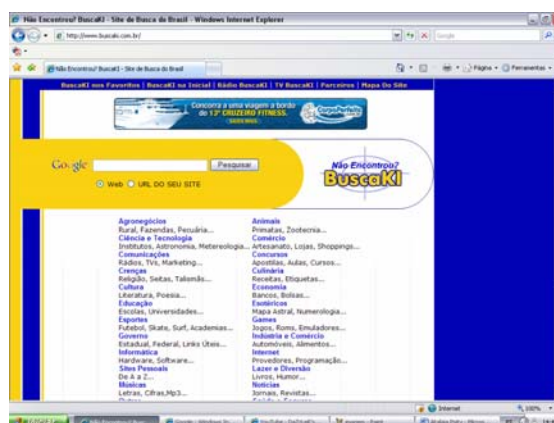 Não Encontrou? BuscaKI - Site de Busca do Brasil - Windows Internet Explorer
http://www.buscaki.com.br/
Google
Não Encontrou? BuscaKI - Site de Busca do Brasil
Página
Ferramentas
BuscaKI nos Favoritos | BuscaKI na Inicial | Rádio BuscaKI | TV BuscaKI | Parceiros | Mapa Do Site
Concorra a uma viagem a bordo
do 13º CRUZEIRO FITNESS.
Google
Pesquisar
Web
URL DO SEU SITE
Não Encontrou?
BuscaKI
Agronegócios
Rural, Fazendas, Pecuária...
Ciência e Tecnologia
Institutos, Astronomia, Metereologia...
Comunicações
Rádios, TVs, Marketing...
Crenças
Religião, Seitas, Talismãs...
Cultura
Literatura, Poesia...
Educação
Escolas, Universidades...
Esportes
Futebol, Skate, Surf, Academias...
Governo
Estadual, Federal, Links Úteis...
Informática
Hardware, Software...
Sites Pessoais
De A a Z...
Músicas
Letras, Cifras,Mp3...
Outros
Animais
Primatas, Zootecnia...
Comércio
Artesanato, Lojas, Shoppings...
Concursos
Apostilas, Aulas, Cursos...
Culinária
Receitas, Etiquetas...
Economia
Bancos, Bolsas...
Esotéricos
Mapa Astral, Numerologia...
Games
Jogos, Roms, Emuladores...
Indústria e Comércio
Automóveis, Alimentos...
Internet
Provedores, Programação...
Lazer e Diversão
Livros, Humor...
Notícias
Jornais, Revistas...
Internet
100%
PT